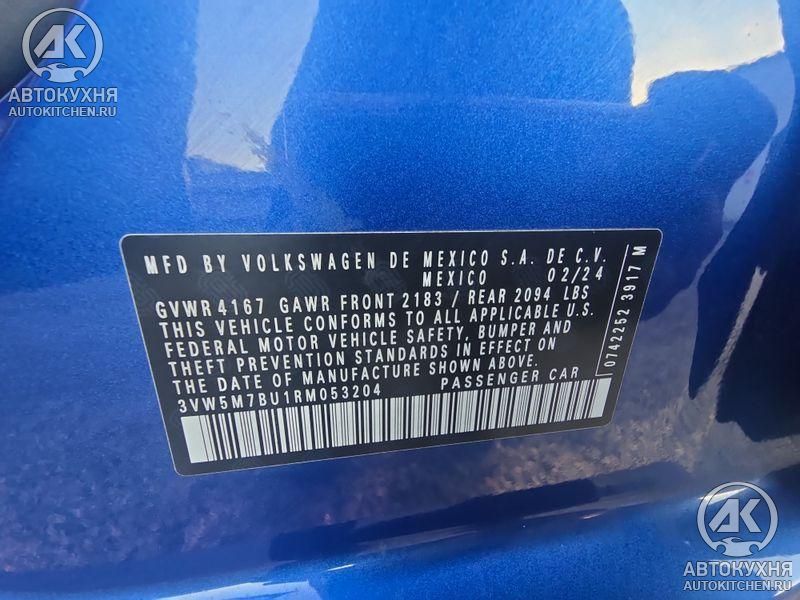 АК
АВТОКУХНЯ
AUTOKITCHEN.RU
MFD BY VOLKSWAGEN DE MEXICO S.A. DE C.V.
MEXICO 02/24
GVWR 4167 GAWR FRONT 2183 / REAR 2094 LBS
THIS VEHICLE CONFORMS TO ALL APPLICABLE U.S.
FEDERAL MOTOR VEHICLE SAFETY, BUMPER AND
THEFT PREVENTION STANDARDS IN EFFECT ON
THE DATE OF MANUFACTURE SHOWN ABOVE.
3VW5M7BU1RM053204 PASSENGER CAR
0742252 3917 M
АК
АВТОКУХНЯ
AUTOKITCHEN.RU